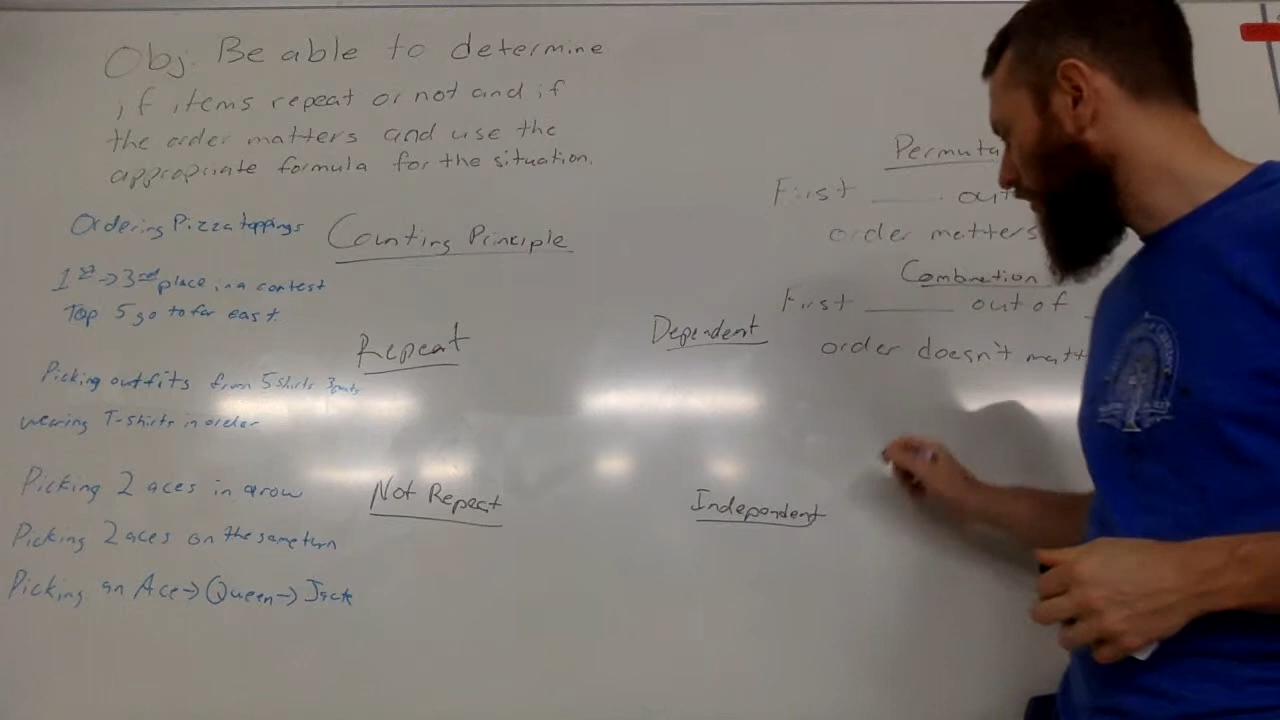 Obj: Be able to determine
if items repeat or not and if
the order matters and use the
appropriate formula for the situation.
Ordering Pizza toppings
Counting Principle
1st → 3rd place in a contest
Top 5 go to far east.
Repeat
Picking outfits from 5 shirts 3 pants
wearing T-shirts in order
Picking 2 aces in a row
Not Repeat
Picking 2 aces on the same turn
Picking an Ace → Queen → Jack
Dependent
Independent
Permuta
First ____ out
order matters
Combination
First ____ out of
order doesn't matt